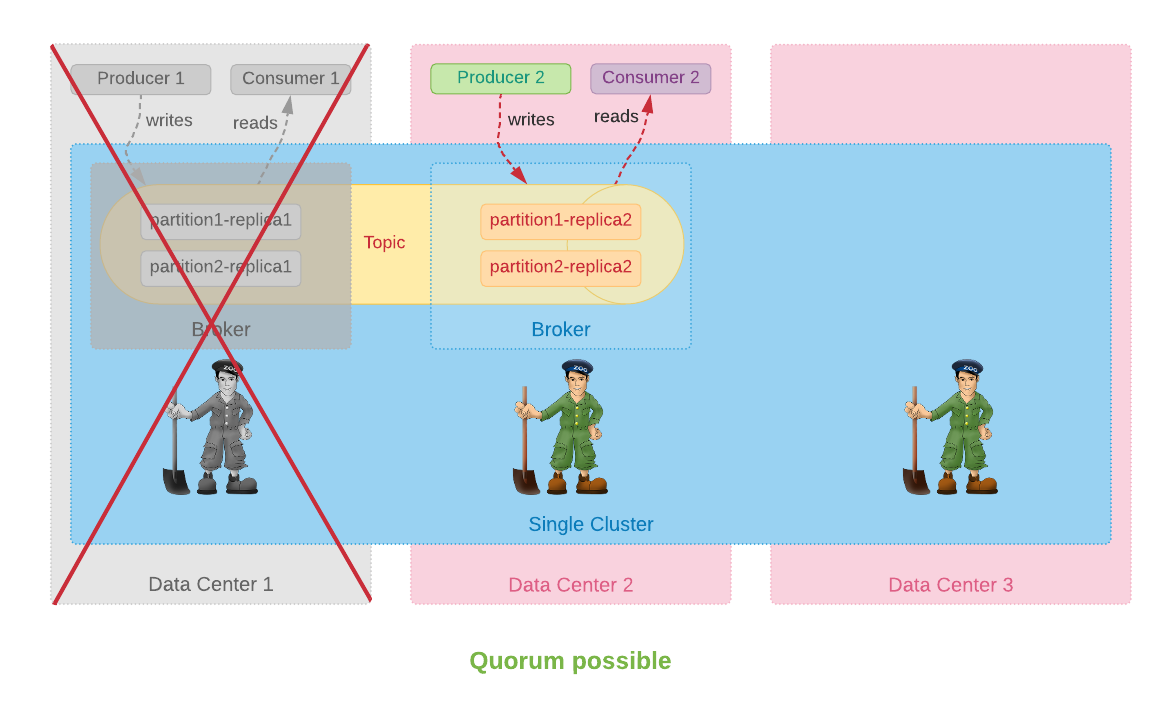 Producer 1
Consumer 1
Producer 2
Consumer 2
writes
reads
writes
reads
partition1-replica1
Topic
partition1-replica2
partition2-replica1
partition2-replica2
Broker
Broker
ZOO
ZOO
ZOO
Single Cluster
Data Center 1
Data Center 2
Data Center 3
Quorum possible